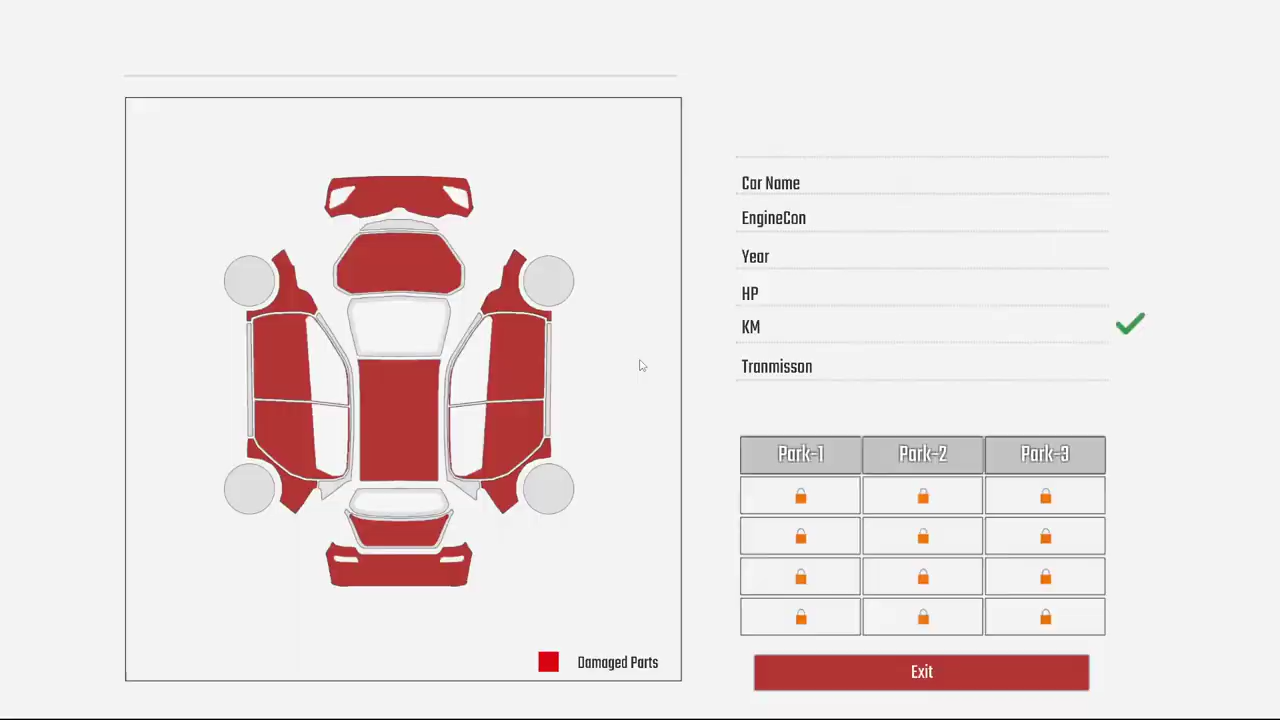 Car Name
EngineCon
Year
HP
KM
Tranmisson
Park-1 Park-2 Park-3
Damaged Parts
Exit